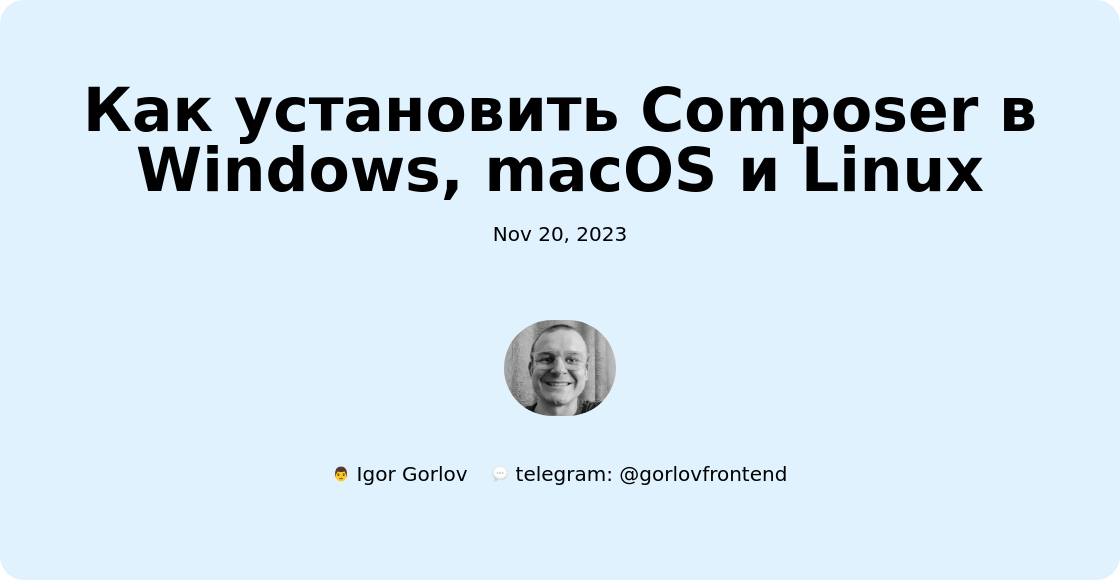 Как установить Composer в
Windows, macOS и Linux
Nov 20, 2023
👨 Igor Gorlov 💬 telegram: @gorlovfrontend